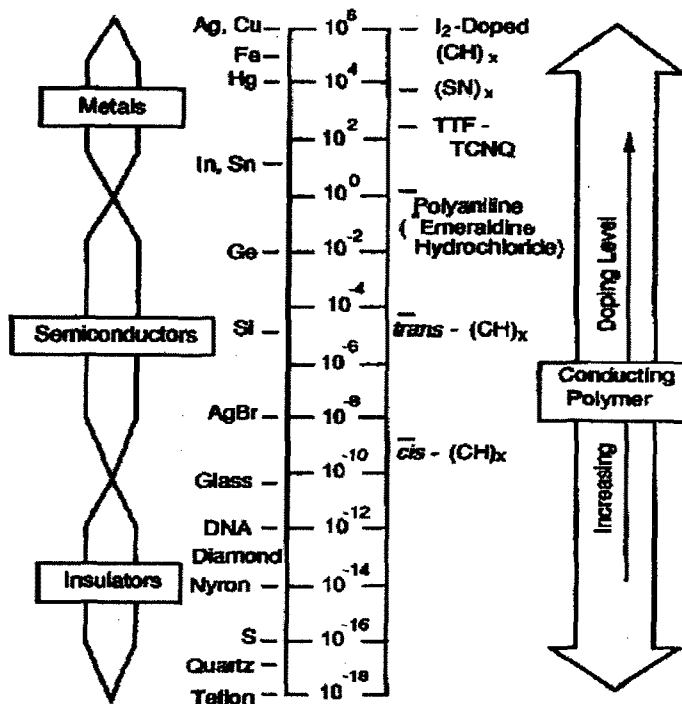 Metals
Semiconductors
Insulators
Ag, Cu
Fe
Hg
In, Sn
Ge
Si
AgBr
Glass
DNA
Diamond
Nyron
S
Quartz
Teflon
10^6
10^4
10^2
10^0
10^-2
10^-4
10^-6
10^-8
10^-10
10^-12
10^-14
10^-16
10^-18
I₂-Doped
(CH)ₓ
(SN)ₓ
TTF -
TCNQ
Polyaniline
( Emeraldine
Hydrochloride)
trans - (CH)ₓ
cis - (CH)ₓ
Increasing
Doping Level
Conducting
Polymer